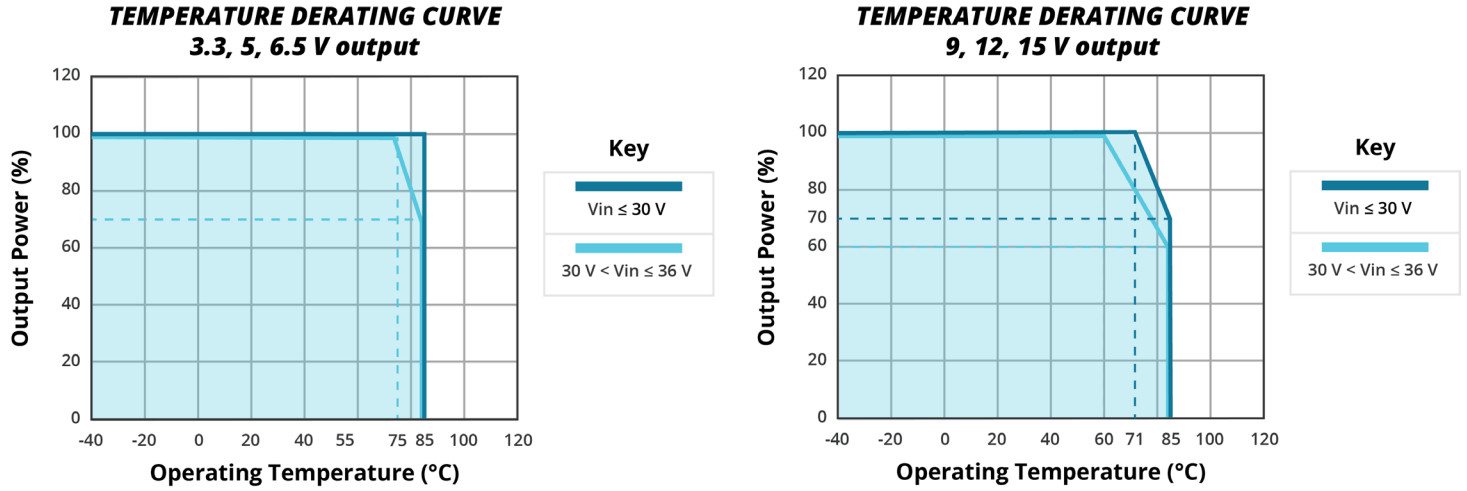 TEMPERATURE DERATING CURVE
3.3, 5, 6.5 V output
120
100
80
60
40
20
0
Output Power (%)
-40 -20 0 20 40 55 75 85 100 120
Operating Temperature (°C)
Key
Vin ≤ 30 V
30 V < Vin ≤ 36 V
TEMPERATURE DERATING CURVE
9, 12, 15 V output
120
100
80
70
60
40
20
0
Output Power (%)
-40 -20 0 20 40 60 71 85 100 120
Operating Temperature (°C)
Key
Vin ≤ 30 V
30 V < Vin ≤ 36 V